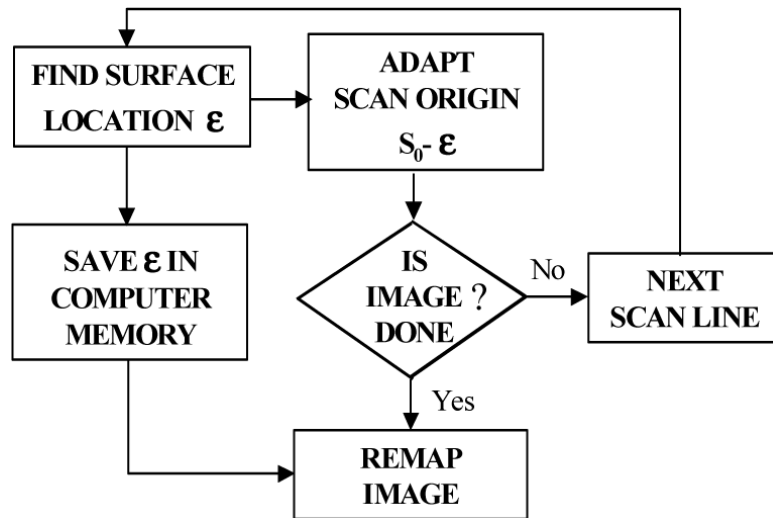 FIND SURFACE
LOCATION ε
ADAPT
SCAN ORIGIN
S₀- ε
SAVE ε IN
COMPUTER
MEMORY
IS
IMAGE ?
DONE
No
NEXT
SCAN LINE
Yes
REMAP
IMAGE